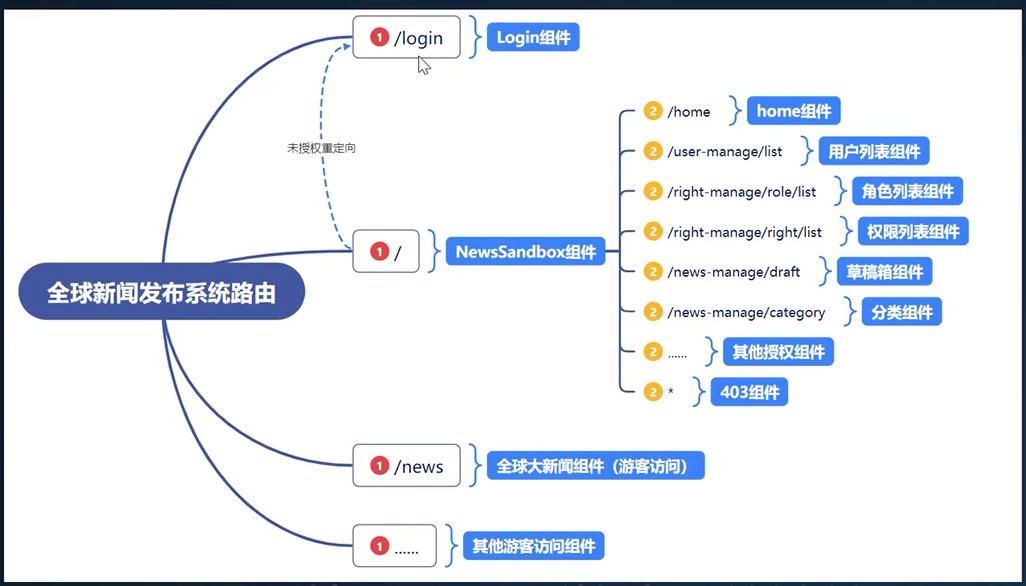 1 /login
Login组件
2 /home
home组件
2 /user-manage/list
用户列表组件
未授权重定向
2 /right-manage/role/list
角色列表组件
2 /right-manage/right/list
权限列表组件
1 /
NewsSandbox组件
2 /news-manage/draft
草稿箱组件
全球新闻发布系统路由
2 /news-manage/category
分类组件
2 ......
其他授权组件
2 *
403组件
1 /news
全球大新闻组件（游客访问）
1 ......
其他游客访问组件